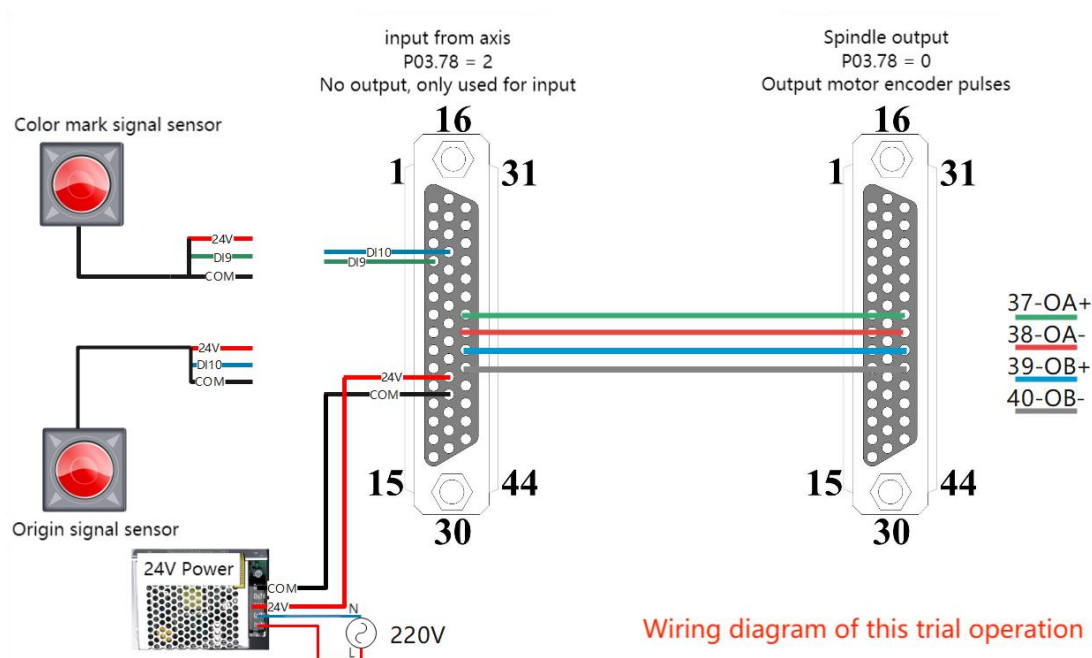 input from axis
P03.78 = 2
No output, only used for input
Spindle output
P03.78 = 0
Output motor encoder pulses
16
1
31
16
1
31
Color mark signal sensor
24V
DI9
COM
DI10
DI9
37-OA+
38-OA-
39-OB+
40-OB-
24V
DI10
COM
24V
COM
15
44
30
15
44
30
Origin signal sensor
24V Power
COM
24V
N
L
220V
Wiring diagram of this trial operation